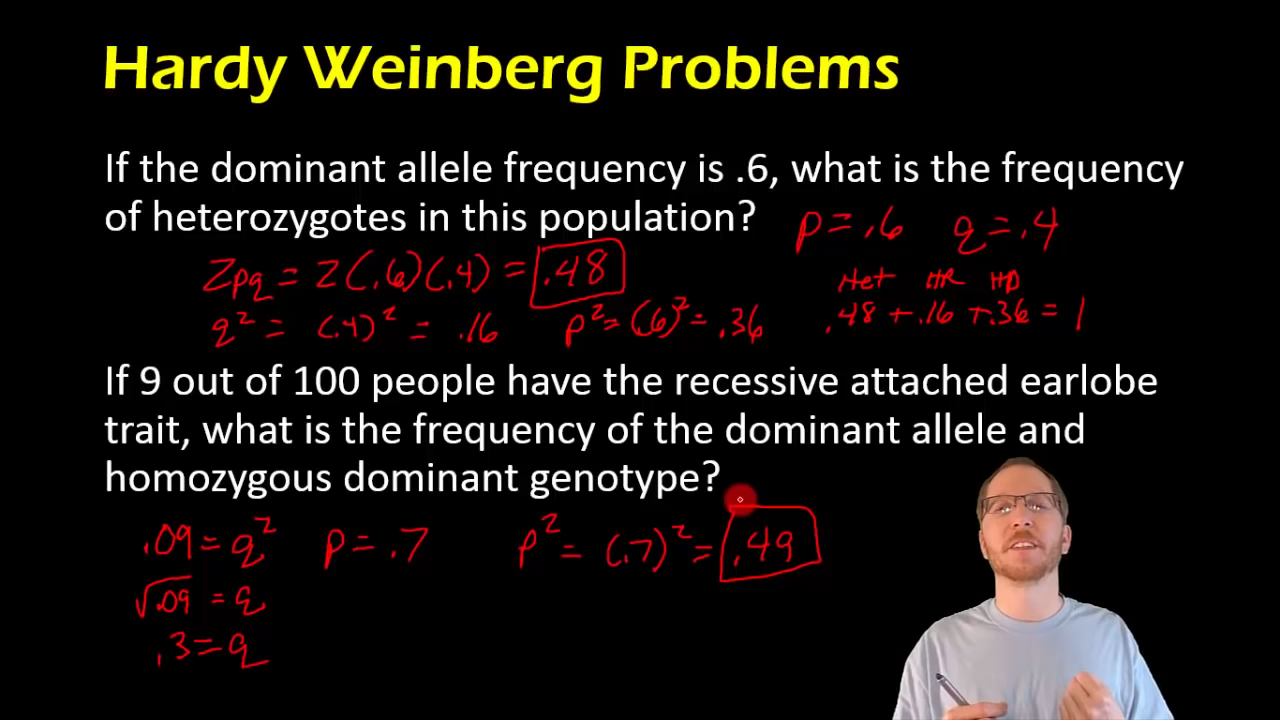 Hardy Weinberg Problems
If the dominant allele frequency is .6, what is the frequency
of heterozygotes in this population?
p = .6 q = .4
2pq = 2(.6)(.4) = .48
Het HR HD
q² = (.4)² = .16 p² = (.6)² = .36
.48 + .16 + .36 = 1
If 9 out of 100 people have the recessive attached earlobe
trait, what is the frequency of the dominant allele and
homozygous dominant genotype?
.09 = q² p = .7 p² = (.7)² = .49
√.09 = q
.3 = q